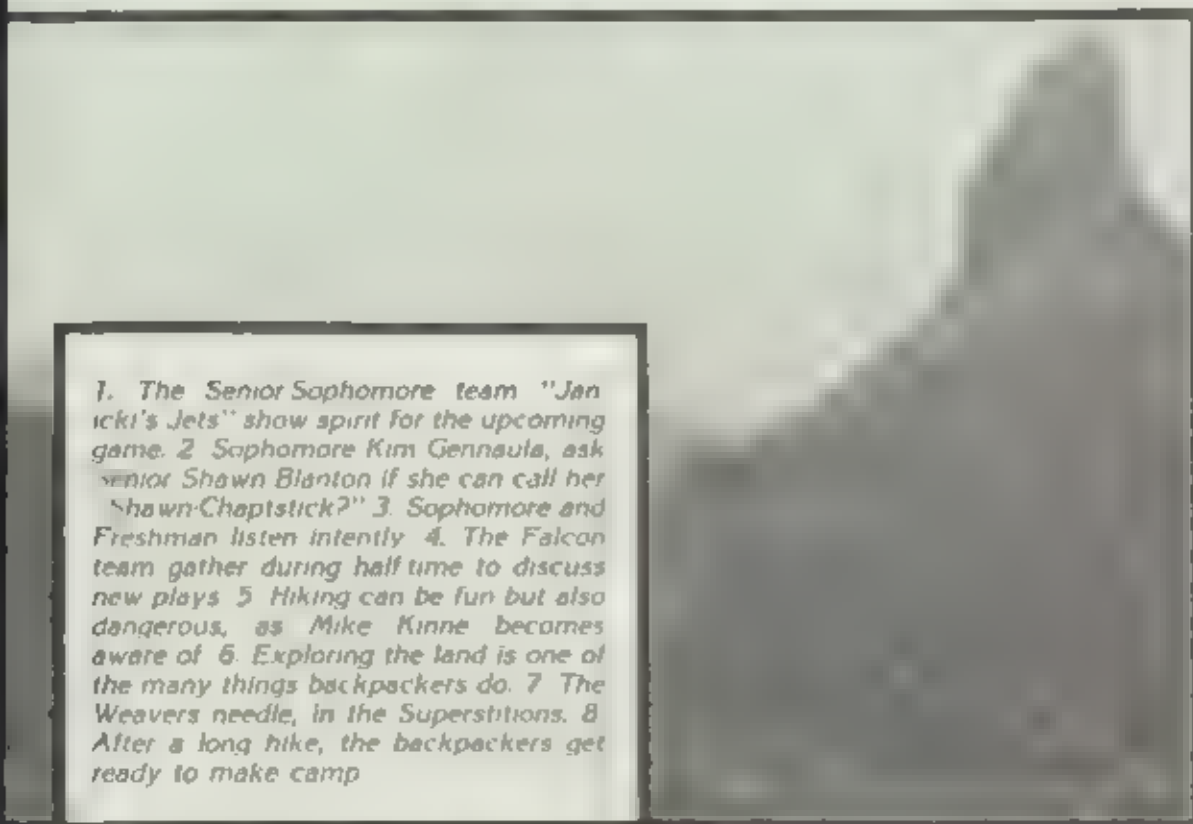 1. The Senior Sophomore team "Jan
icki's Jets" show spirit for the upcoming
game. 2 Sophomore Kim Gennaula, ask
senior Shawn Blanton if she can call her
Shawn-Chaptstick?" 3. Sophomore and
Freshman listen intently 4. The Falcon
team gather during half time to discuss
new plays 5 Hiking can be fun but also
dangerous, as Mike Kinne becomes
aware of 6. Exploring the land is one of
the many things backpackers do. 7 The
Weavers needle, in the Superstitions. 8
After a long hike, the backpackers get
ready to make camp